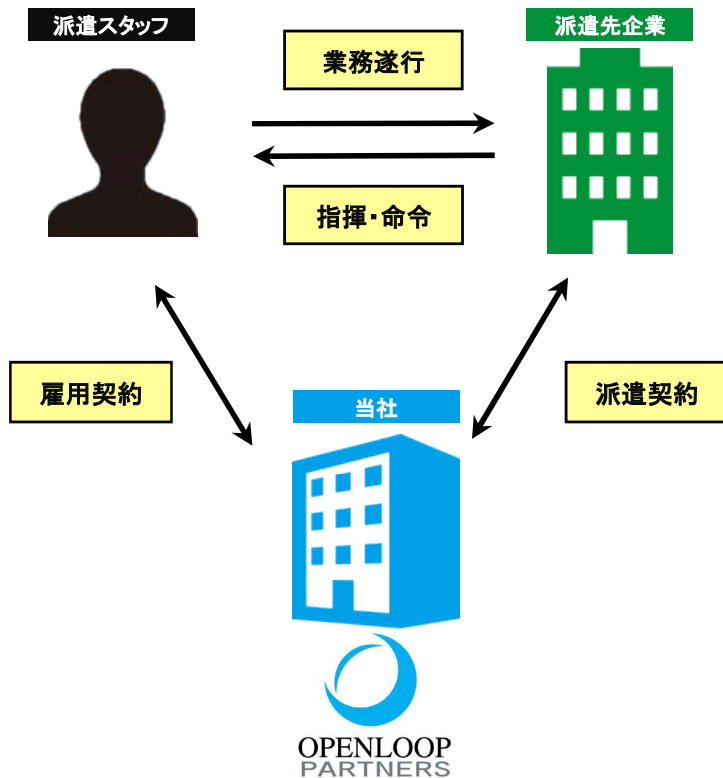 派遣スタッフ
派遣先企業
業務遂行
指揮・命令
雇用契約
派遣契約
当社
OPENLOOP
PARTNERS